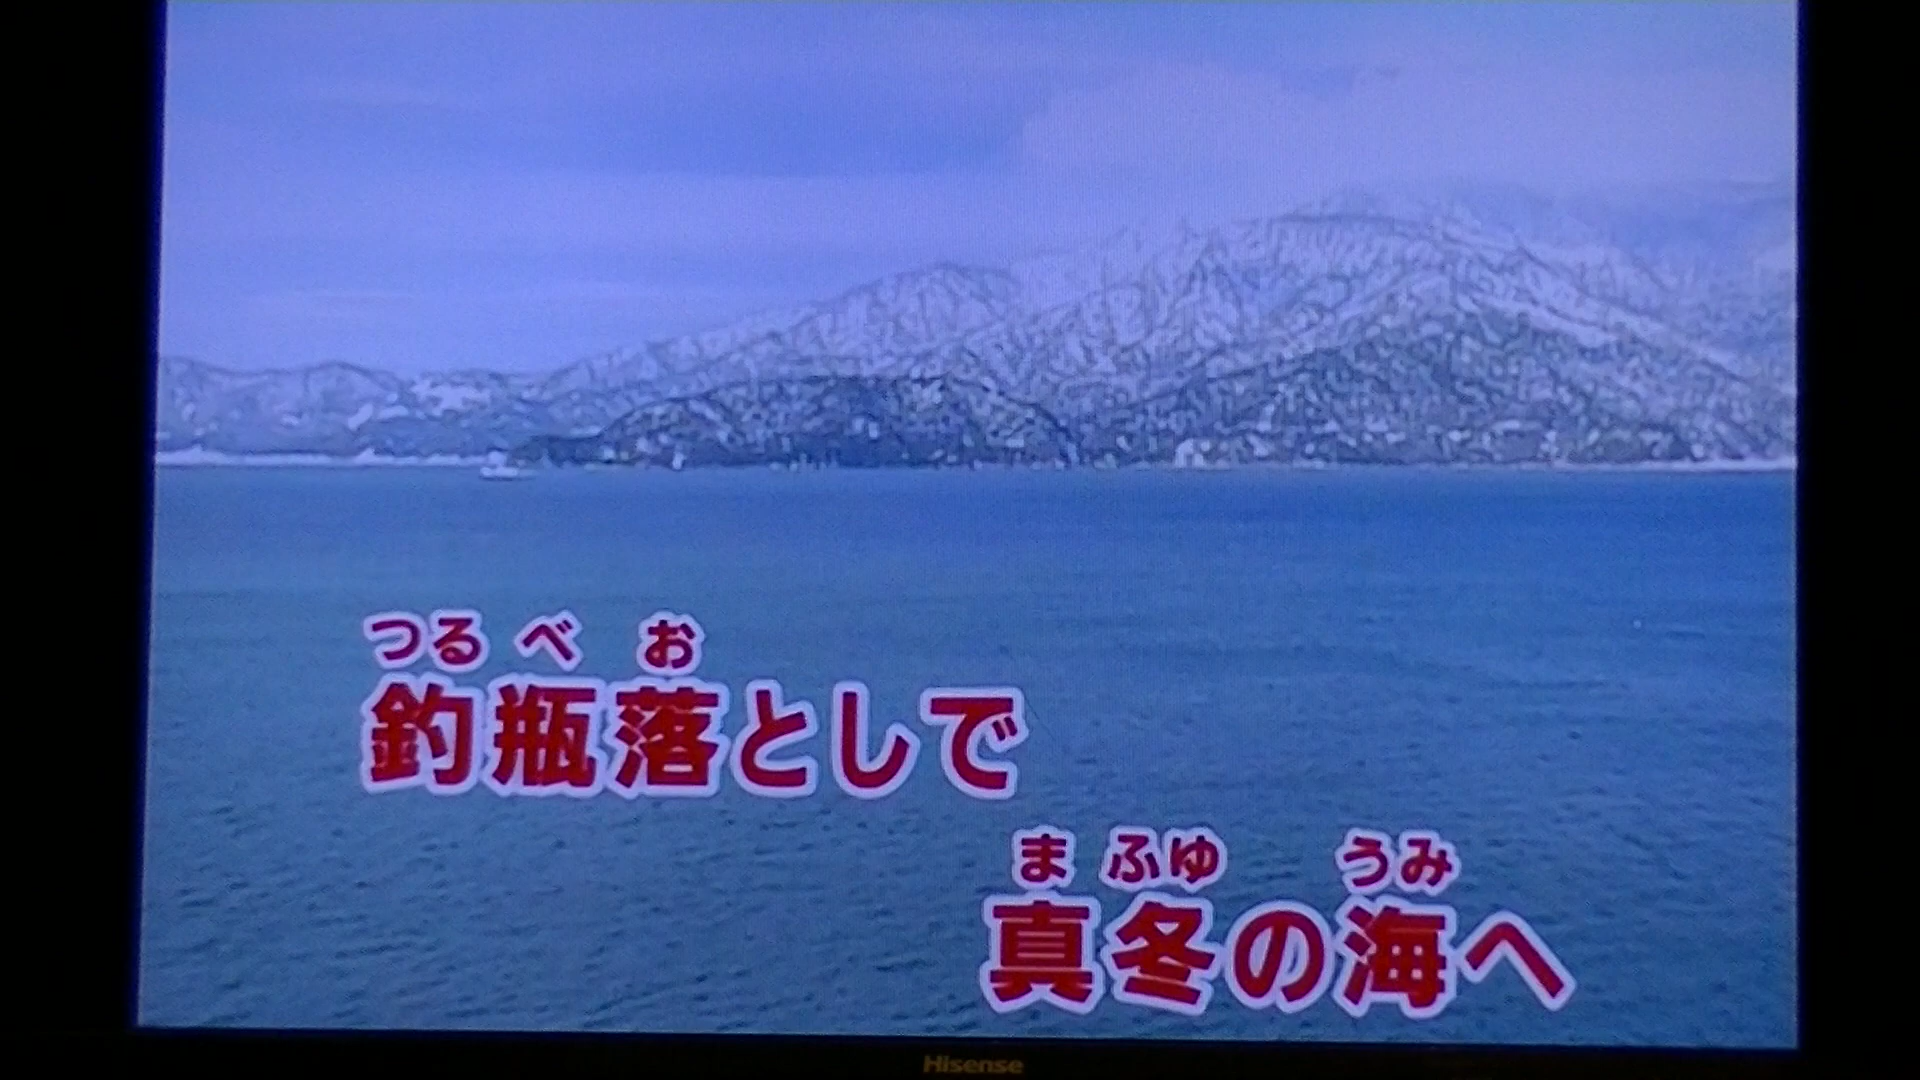 つるべ お
釣瓶落としで
ま ふゆ うみ
真冬の海へ
Hisense